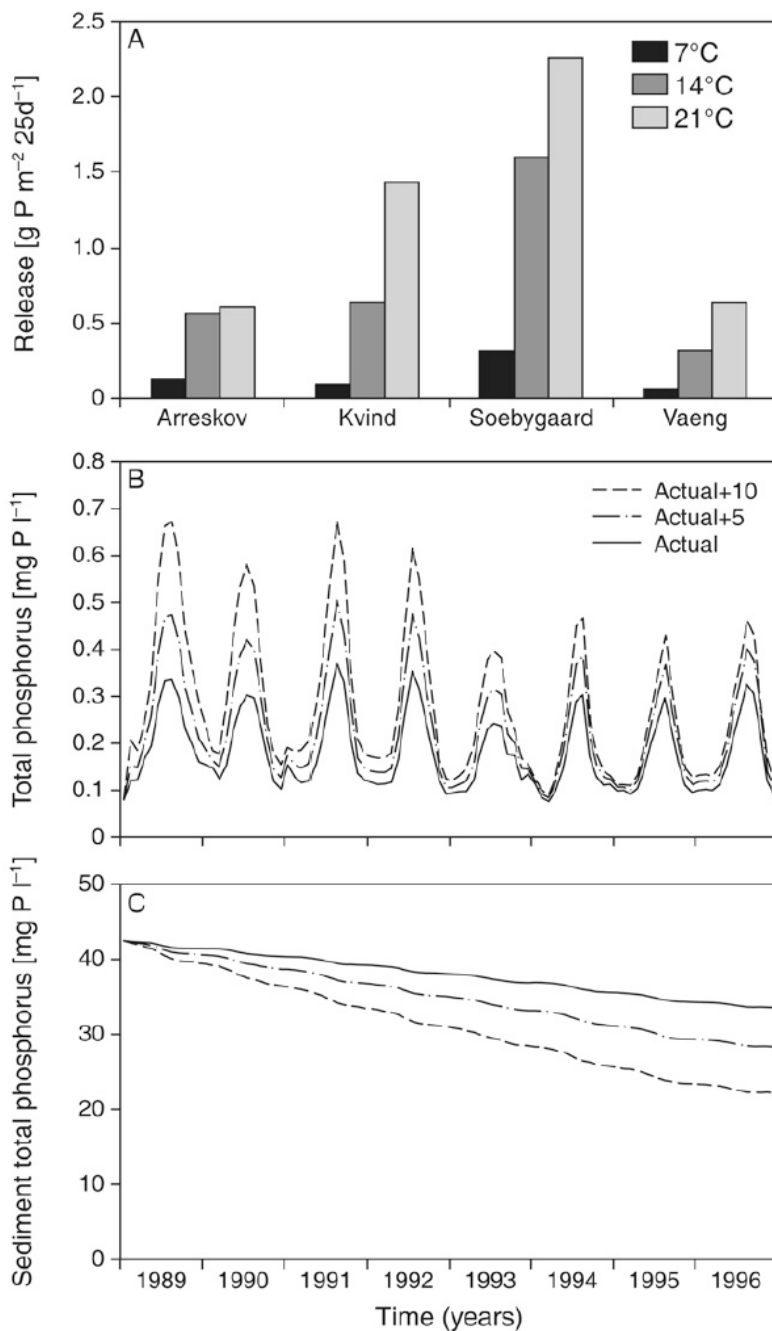 A
7°C
14°C
21°C
Release [g P m⁻² 25d⁻¹]
2.5
2.0
1.5
1.0
0.5
0
Arreskov Kvind Soebygaard Vaeng
B
Actual+10
Actual+5
Actual
Total phosphorus [mg P l⁻¹]
0.8
0.7
0.6
0.5
0.4
0.3
0.2
0.1
0
C
Sediment total phosphorus [mg P l⁻¹]
50
40
30
20
10
0
1989 1990 1991 1992 1993 1994 1995 1996
Time (years)